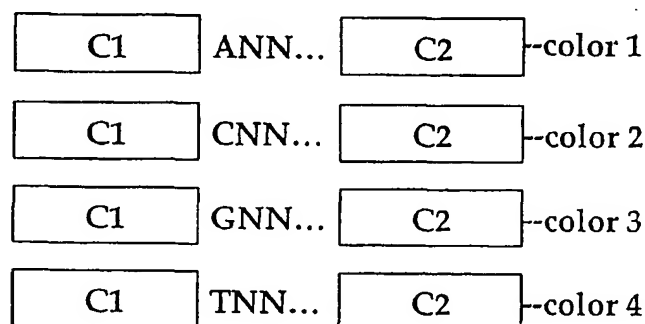 C1 ANN... C2 --color 1
C1 CNN... C2 --color 2
C1 GNN... C2 --color 3
C1 TNN... C2 --color 4